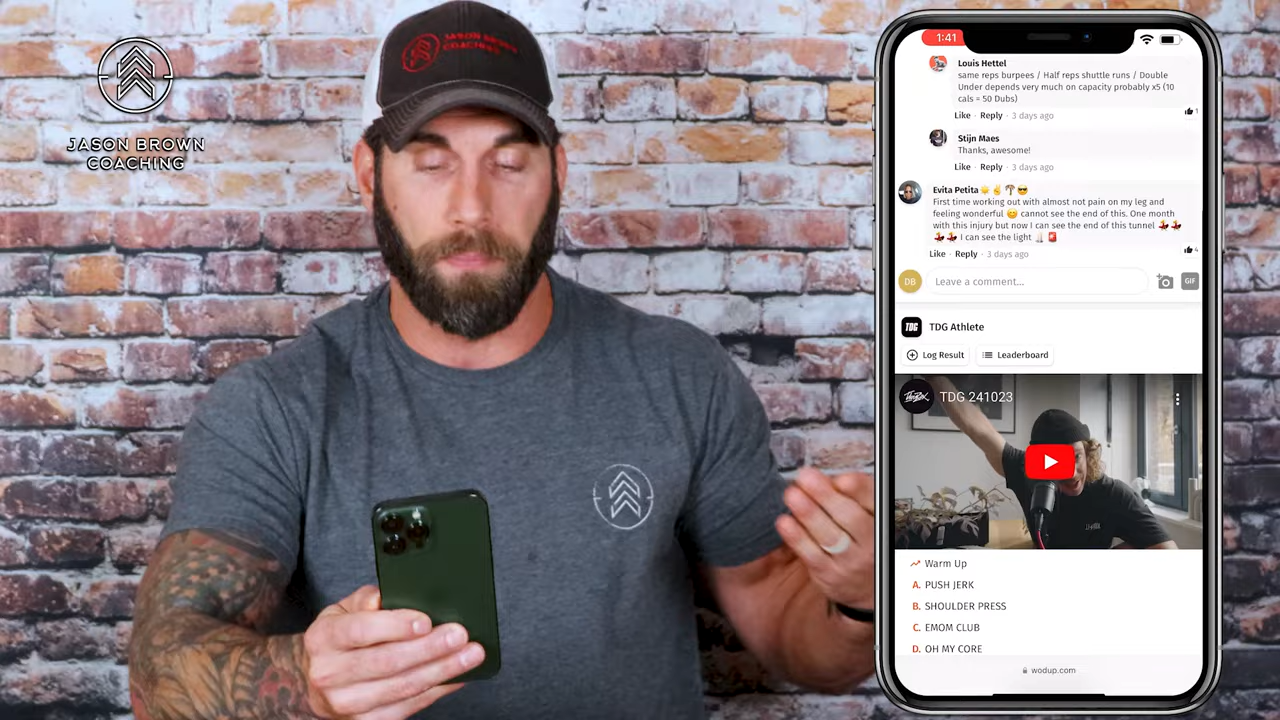 JASON BROWN
COACHING
JASON BROWN
COACHING
1:41
Louis Hettel
same reps burpees / Half reps shuttle runs / Double
Under depends very much on capacity probably x5 (10
cals = 50 Dubs)
Like · Reply · 3 days ago
1
Stijn Maes
Thanks, awesome!
Like · Reply · 3 days ago
Evita Petita☀️✌️🌴😎
First time working out with almost not pain on my leg and
feeling wonderful 😊 cannot see the end of this. One month
with this injury but now I can see the end of this tunnel 💃💃
💃💃 I can see the light 🚨
Like · Reply · 3 days ago
4
DB
Leave a comment...
GIF
TDG
TDG Athlete
Log Result
Leaderboard
TDG 241023
Warm Up
A. PUSH JERK
B. SHOULDER PRESS
C. EMOM CLUB
D. OH MY CORE
wodup.com